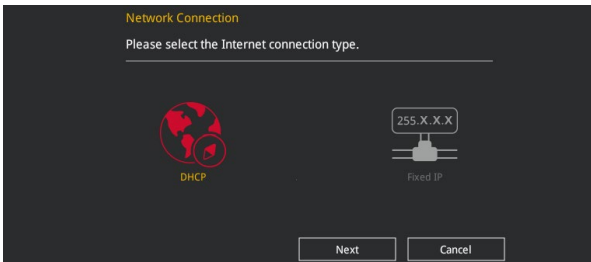 Network Connection
Please select the Internet connection type.
255.X.X.X
DHCP
Fixed IP
Next
Cancel